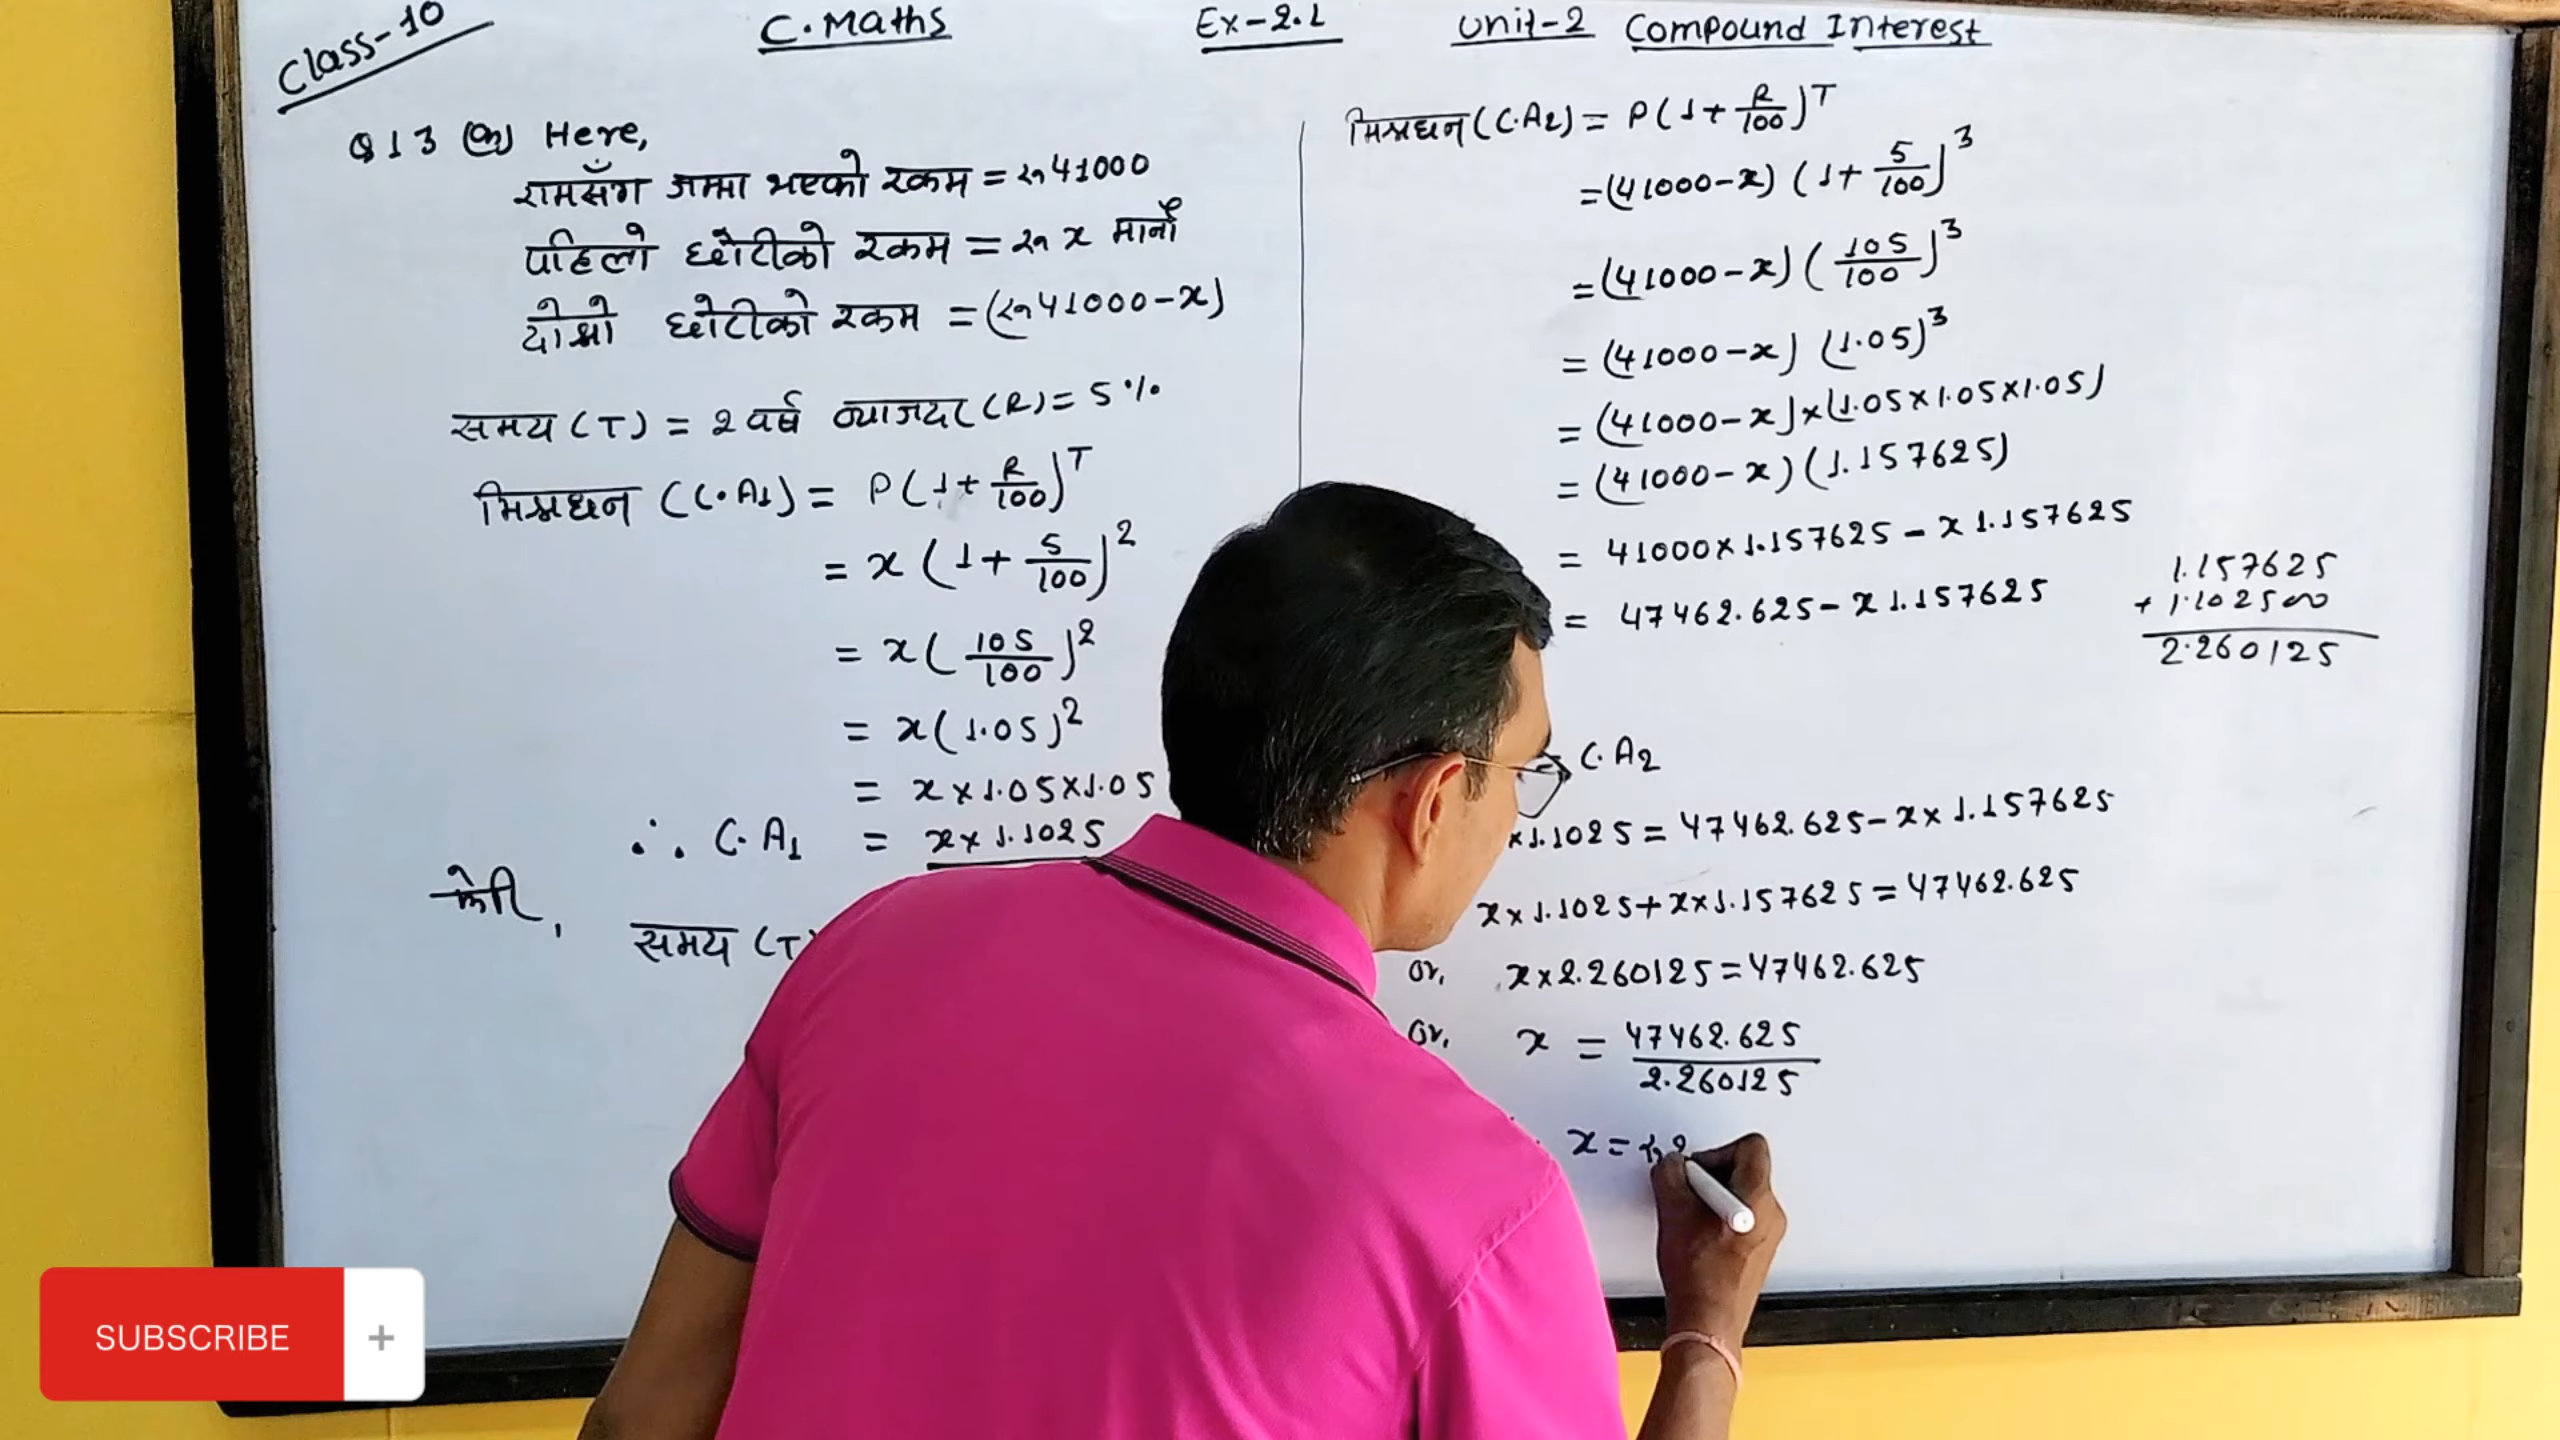 Class-10
C.Maths
Ex-2.1
Unit-2 Compound Interest
Q13 (क) Here,
रामसँग जम्मा भएको रकम = रू 41000
पहिलो छोरीको रकम = रू x मानौं
दोश्रो छोरीको रकम = (रू 41000-x)
समय (T) = 2 वर्ष ब्याजदर (R) = 5%
मिश्रधन (C.A1) = P(1+R/100)^T
= x(1+5/100)^2
= x(105/100)^2
= x(1.05)^2
= x×1.05×1.05
∴ C.A1 = x×1.1025
फेरि,
समय (T)
मिश्रधन (C.A2) = P(1+R/100)^T
=(41000-x) (1+5/100)^3
=(41000-x) (105/100)^3
= (41000-x) (1.05)^3
= (41000-x)×(1.05×1.05×1.05)
= (41000-x) (1.157625)
= 41000×1.157625 - x 1.157625
= 47462.625 - x 1.157625
1.157625
+ 1.102500
2.260125
= C.A2
×1.1025 = 47462.625 - x×1.157625
x×1.1025+x×1.157625 = 47462.625
or, x×2.260125 = 47462.625
or, x = 47462.625/2.260125
x = रू 2
SUBSCRIBE +